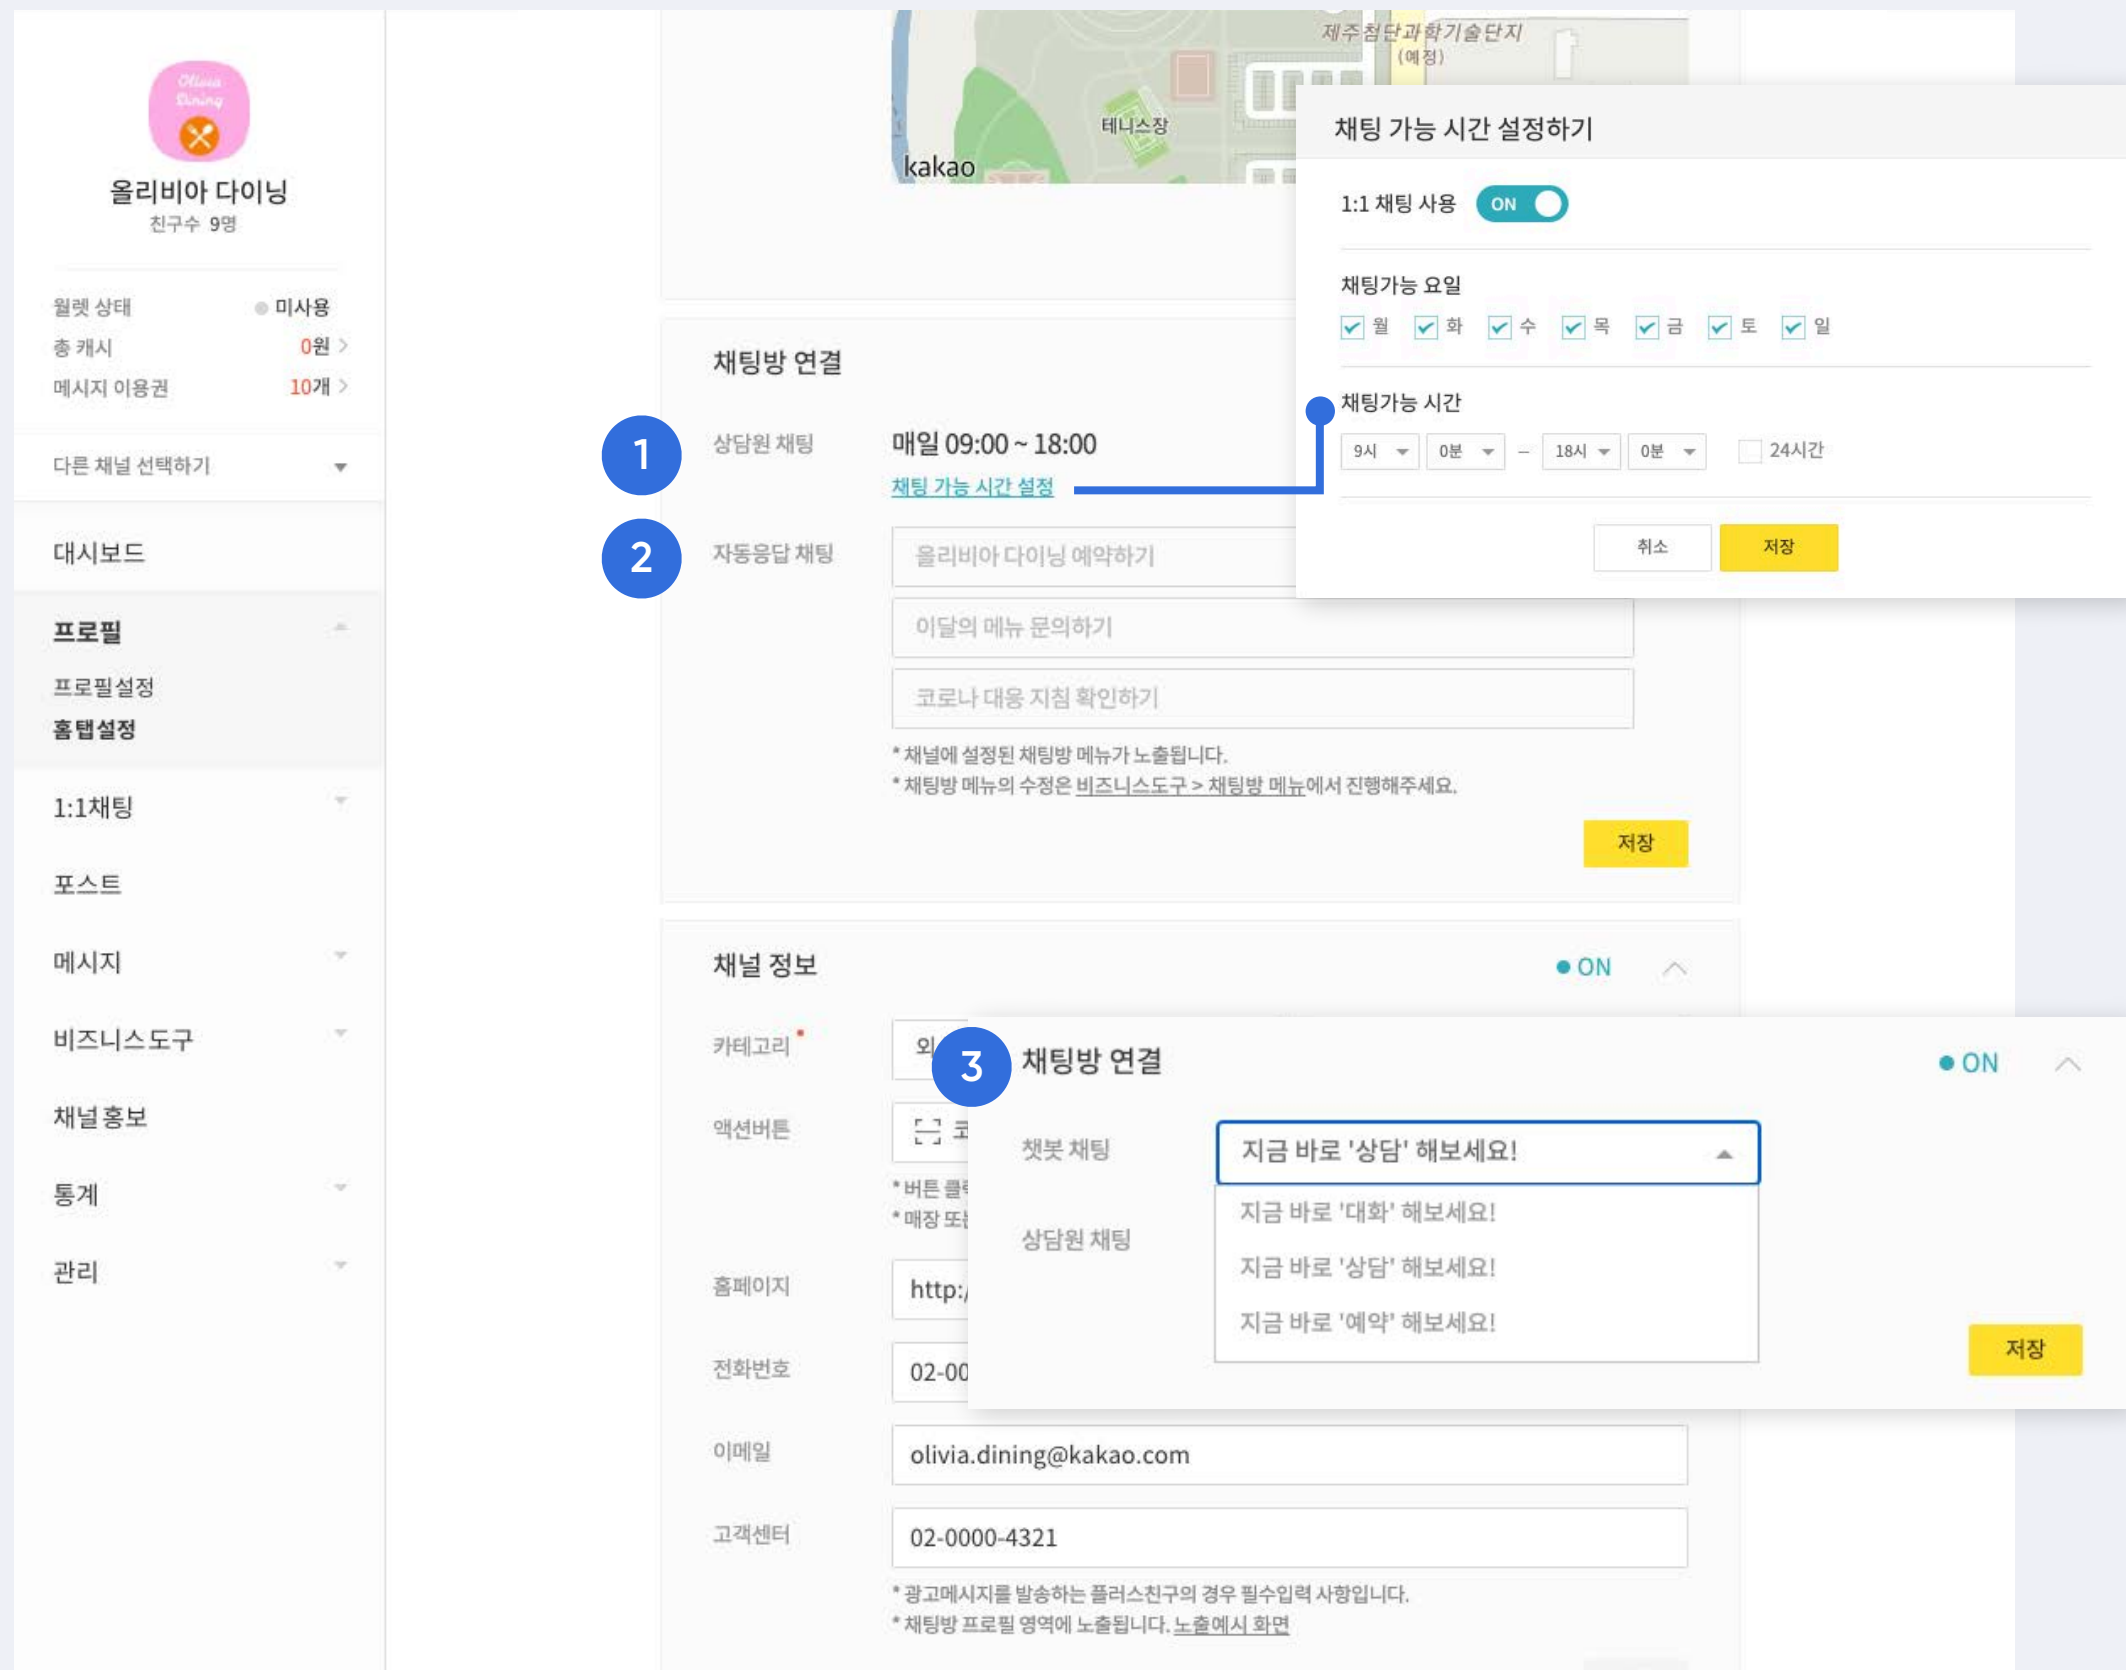 Olivia
Dining
올리비아 다이닝
친구수 9명
월렛 상태 미사용
총 캐시 0원 >
메시지 이용권 10개 >
다른 채널 선택하기
대시보드
프로필
프로필설정
홈탭설정
1:1채팅
포스트
메시지
비즈니스도구
채널홍보
통계
관리
제주첨단과학기술단지
(예정)
테니스장
kakao
채팅 가능 시간 설정하기
1:1 채팅 사용 ON
채팅가능 요일
월 화 수 목 금 토 일
채팅가능 시간
9시 0분 – 18시 0분 24시간
취소 저장
채팅방 연결
1 상담원 채팅 매일 09:00 ~ 18:00
채팅 가능 시간 설정
2 자동응답 채팅 올리비아 다이닝 예약하기
이달의 메뉴 문의하기
코로나 대응 지침 확인하기
* 채널에 설정된 채팅방 메뉴가 노출됩니다.
* 채팅방 메뉴의 수정은 비즈니스도구 > 채팅방 메뉴에서 진행해주세요.
저장
채널 정보 ON
카테고리 외
액션버튼
* 버튼
* 매장
홈페이지 http:/
전화번호 02-00
이메일 olivia.dining@kakao.com
고객센터 02-0000-4321
* 광고메시지를 발송하는 플러스친구의 경우 필수입력 사항입니다.
* 채팅방 프로필 영역에 노출됩니다. 노출예시 화면
3 채팅방 연결 ON
챗봇 채팅 지금 바로 '상담' 해보세요!
지금 바로 '대화' 해보세요!
상담원 채팅
지금 바로 '상담' 해보세요!
지금 바로 '예약' 해보세요!
저장